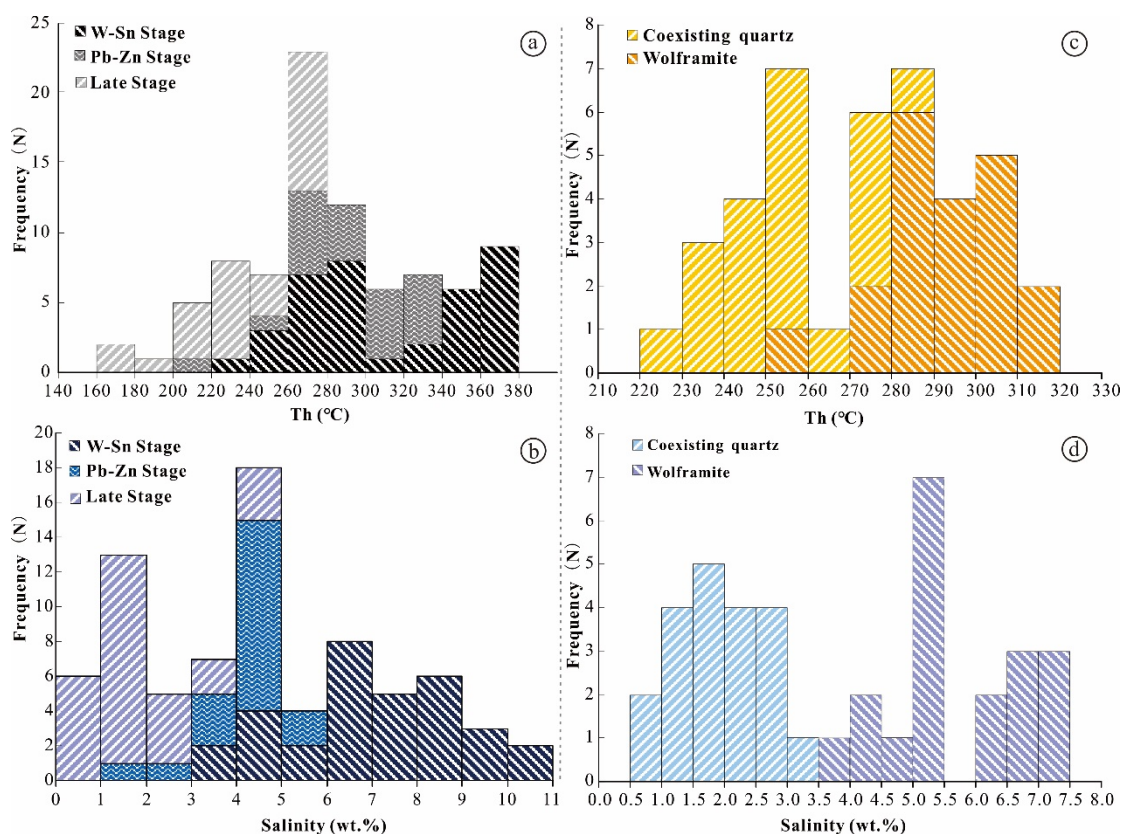 25
20
15
10
5
0
Frequency (N)
W-Sn Stage
Pb-Zn Stage
Late Stage
a
140 160 180 200 220 240 260 280 300 320 340 360 380
Th (°C)
8
7
6
5
4
3
2
1
0
Frequency (N)
Coexisting quartz
Wolframite
c
210 220 230 240 250 260 270 280 290 300 310 320 330
Th (°C)
20
18
16
14
12
10
8
6
4
2
0
Frequency (N)
W-Sn Stage
Pb-Zn Stage
Late Stage
b
0 1 2 3 4 5 6 7 8 9 10 11
Salinity (wt.%)
8
7
6
5
4
3
2
1
0
Frequency (N)
Coexisting quartz
Wolframite
d
0.0 0.5 1.0 1.5 2.0 2.5 3.0 3.5 4.0 4.5 5.0 5.5 6.0 6.5 7.0 7.5 8.0
Salinity (wt.%)